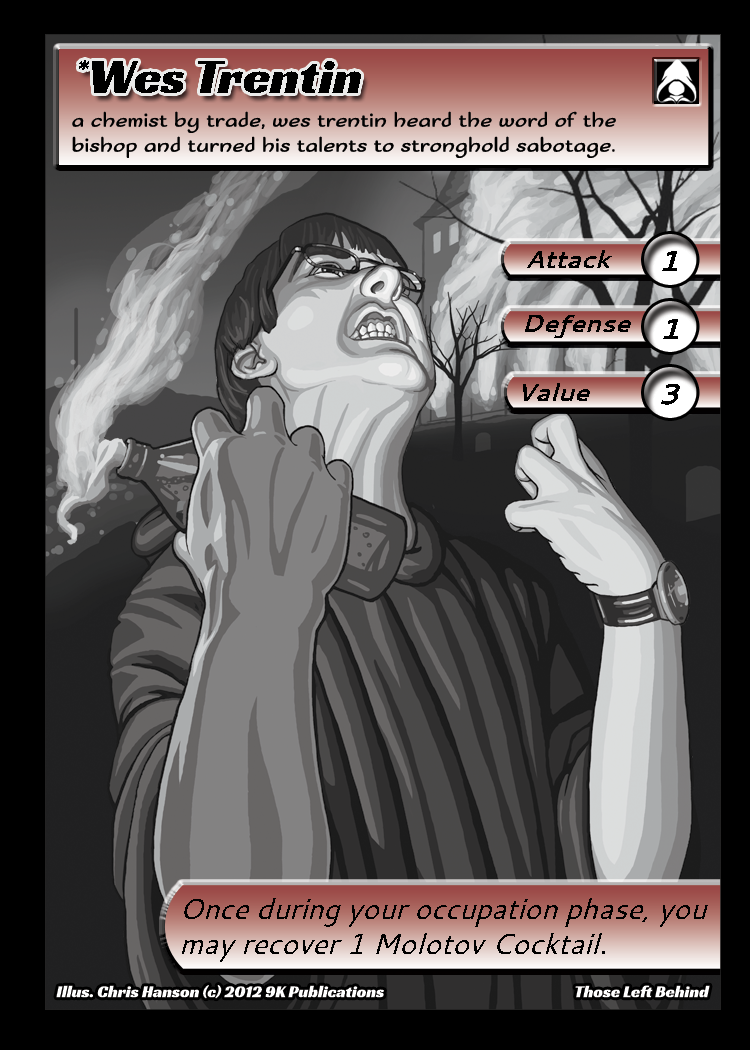 *Wes Trentin
a chemist by trade, wes trentin heard the word of the
bishop and turned his talents to stronghold sabotage.
Attack 1
Defense 1
Value 3
Once during your occupation phase, you
may recover 1 Molotov Cocktail.
Illus. Chris Hanson (c) 2012 9K Publications
Those Left Behind